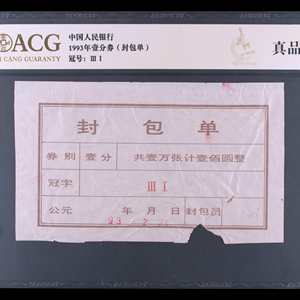 ACG
CANG GUARANTY
中国人民银行
1993年壹分券（封包单）
冠号: Ⅲ I
真品
封包单
券别 壹分 共壹万张计壹佰圆整
冠字 Ⅲ I
公元 年 月 日 封包员
93